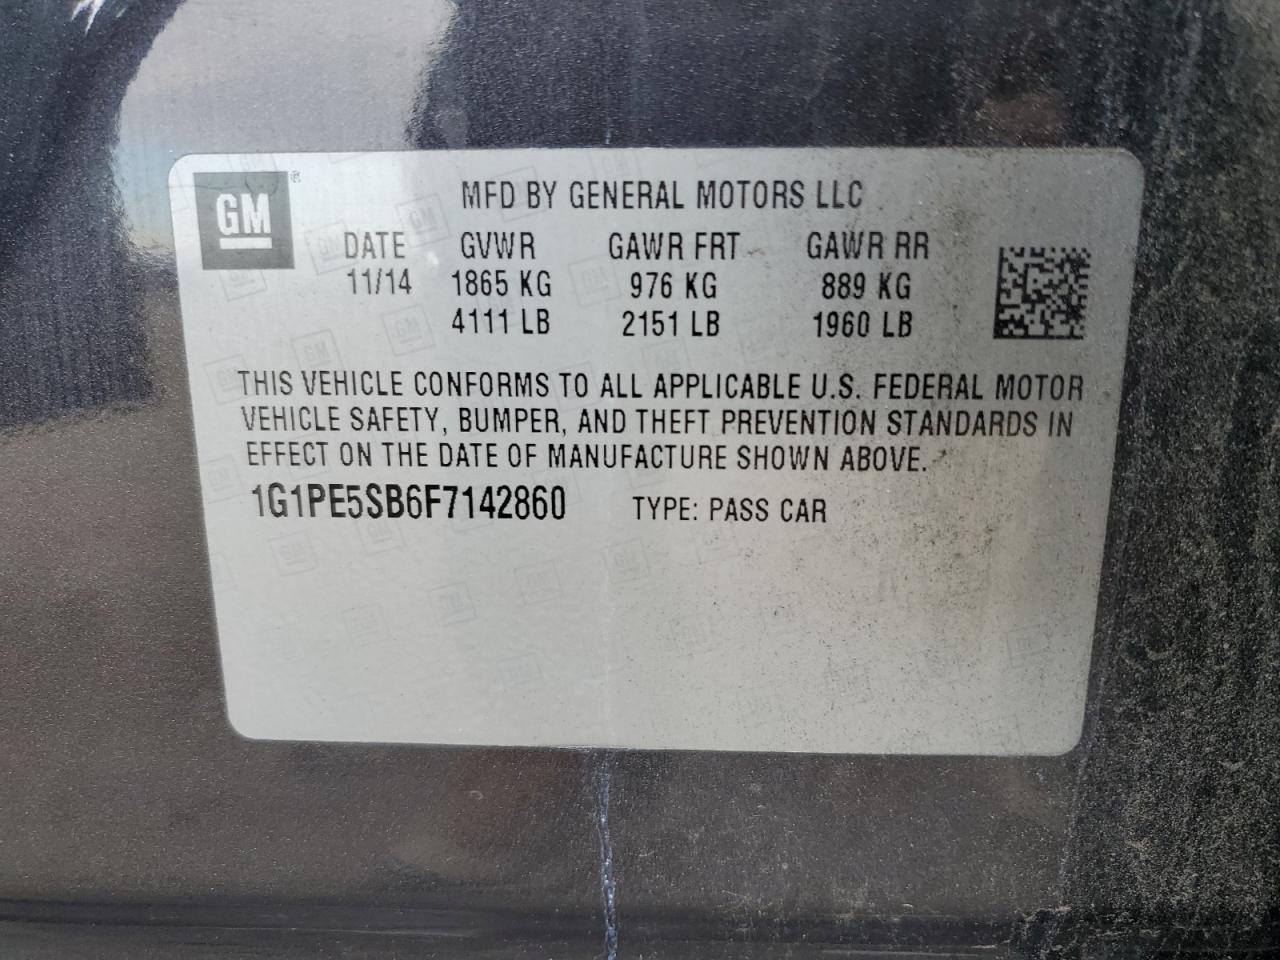 GM®
MFD BY GENERAL MOTORS LLC
DATE GVWR GAWR FRT GAWR RR
11/14 1865 KG 976 KG 889 KG
4111 LB 2151 LB 1960 LB
THIS VEHICLE CONFORMS TO ALL APPLICABLE U.S. FEDERAL MOTOR
VEHICLE SAFETY, BUMPER, AND THEFT PREVENTION STANDARDS IN
EFFECT ON THE DATE OF MANUFACTURE SHOWN ABOVE.
1G1PE5SB6F7142860 TYPE: PASS CAR